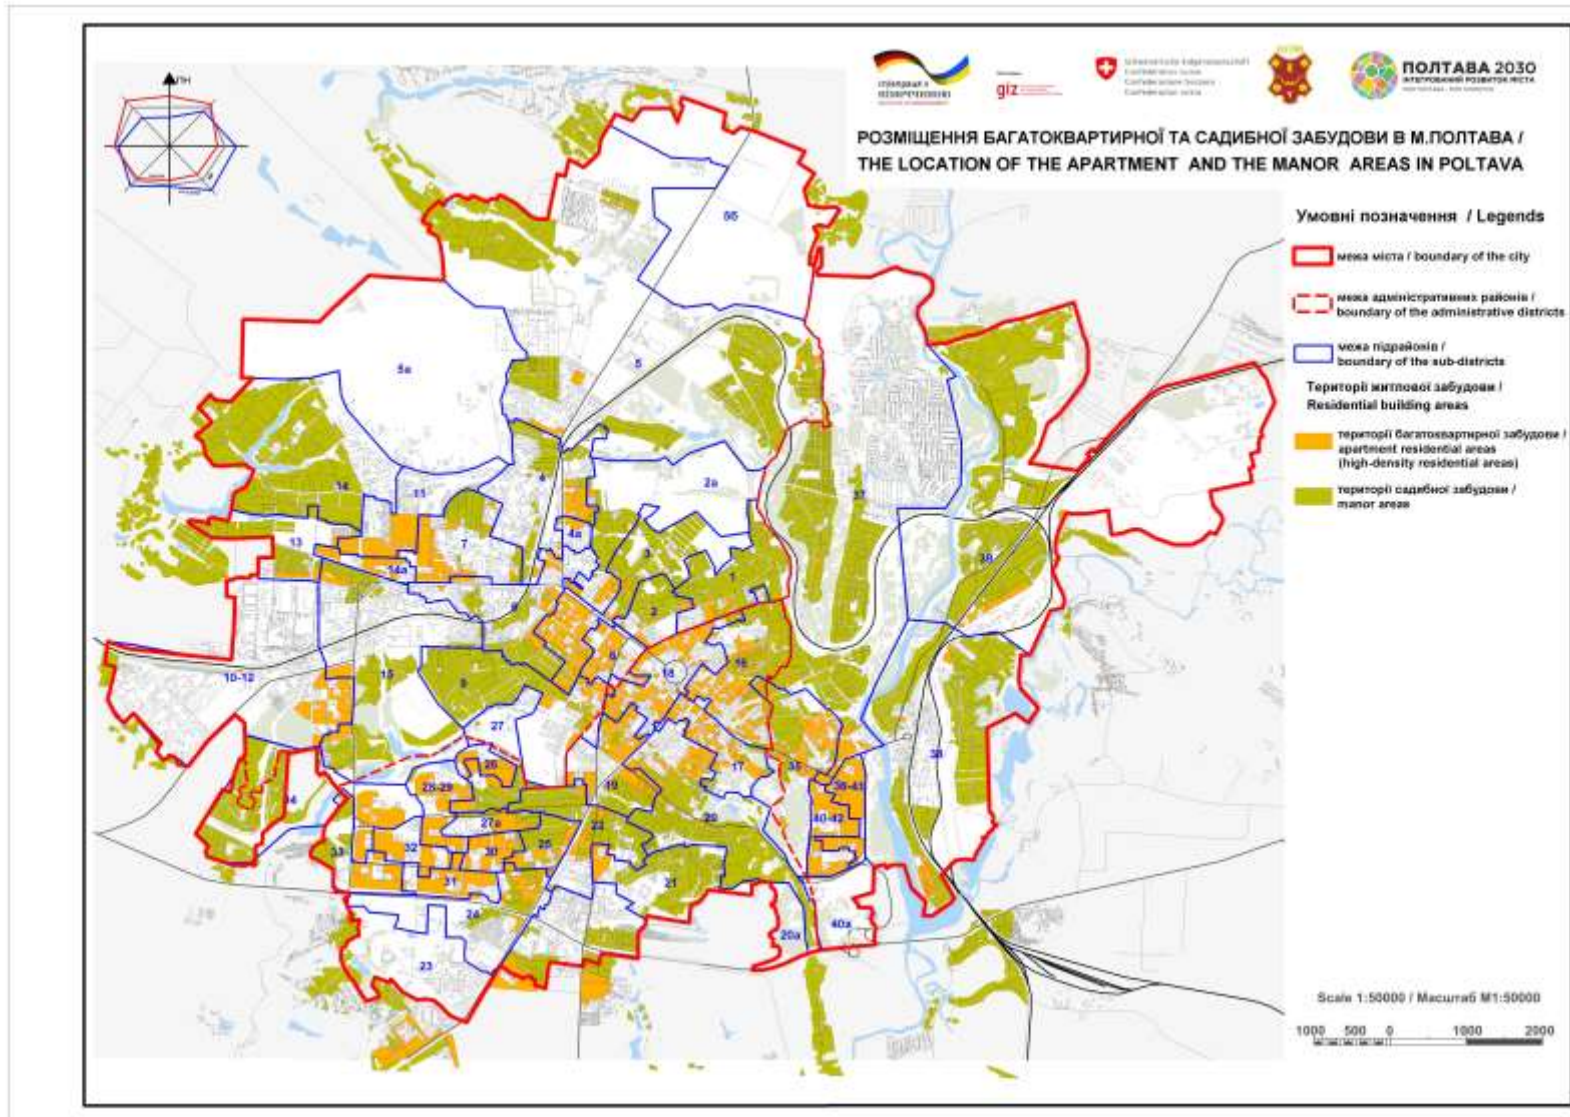 ПН
giz
ПОЛТАВА 2030
ІНТЕГРОВАНИЙ РОЗВИТОК МІСТА
РОЗМІЩЕННЯ БАГАТОКВАРТИРНОЇ ТА САДИБНОЇ ЗАБУДОВИ В М.ПОЛТАВА /
THE LOCATION OF THE APARTMENT AND THE MANOR AREAS IN POLTAVA
Умовні позначення / Legends
межа міста / boundary of the city
межа адміністративних районів /
boundary of the administrative districts
межа підрайонів /
boundary of the sub-districts
Території житлової забудови /
Residential building areas
території багатоквартирної забудови /
apartment residential areas
(high-density residential areas)
території садибної забудови /
manor areas
5б
5а
5
2а
14
11
4
37
4а
13
7
14а
3
39
1
2
6
8
16
18
10-12
15
9
27
38
26
17
35
28-29
19
34
27а
20
40-42
22
32
30
25
33
31
21
24
20а
40а
23
Scale 1:50000 / Масштаб М1:50000
1000 500 0 1000 2000